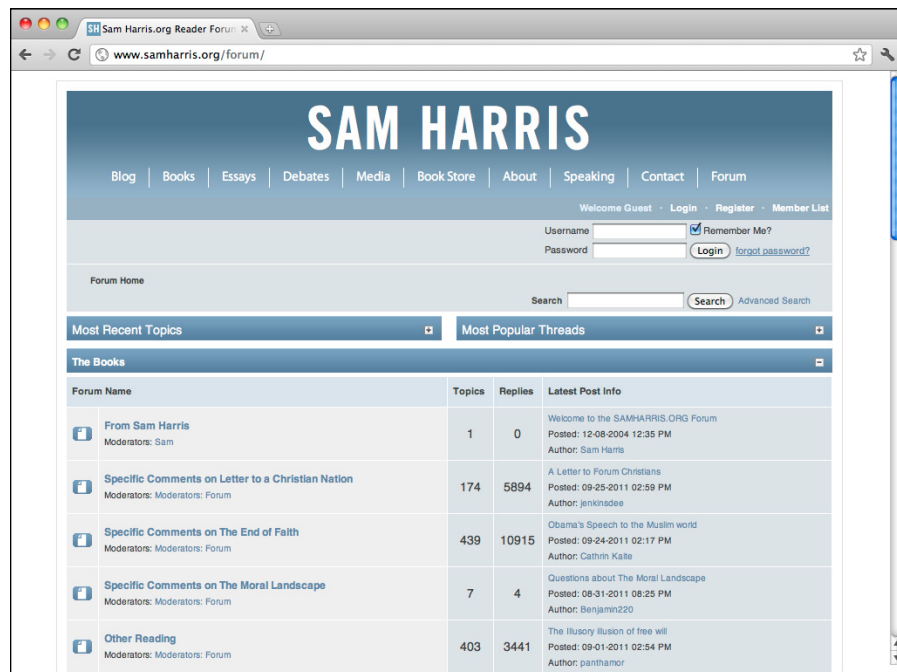 Sam Harris.org Reader Forum
www.samharris.org/forum/
SAM HARRIS
Blog Books Essays Debates Media Book Store About Speaking Contact Forum
Welcome Guest · Login · Register · Member List
Username Remember Me?
Password Login forgot password?
Forum Home
Search Search Advanced Search
Most Recent Topics Most Popular Threads
The Books
Forum Name Topics Replies Latest Post Info
From Sam Harris
Moderators: Sam
1 0
Welcome to the SAMHARRIS.ORG Forum
Posted: 12-08-2004 12:35 PM
Author: Sam Harris
Specific Comments on Letter to a Christian Nation
Moderators: Moderators: Forum
174 5894
A Letter to Forum Christians
Posted: 09-25-2011 02:59 PM
Author: jenkinsdee
Specific Comments on The End of Faith
Moderators: Moderators: Forum
439 10915
Obama's Speech to the Muslim world
Posted: 09-24-2011 02:17 PM
Author: Cathrin Kaite
Specific Comments on The Moral Landscape
Moderators: Moderators: Forum
7 4
Questions about The Moral Landscape
Posted: 08-31-2011 08:25 PM
Author: Benjamin220
Other Reading
Moderators: Moderators: Forum
403 3441
The Illusory illusion of free will
Posted: 09-01-2011 02:54 PM
Author: panthamor